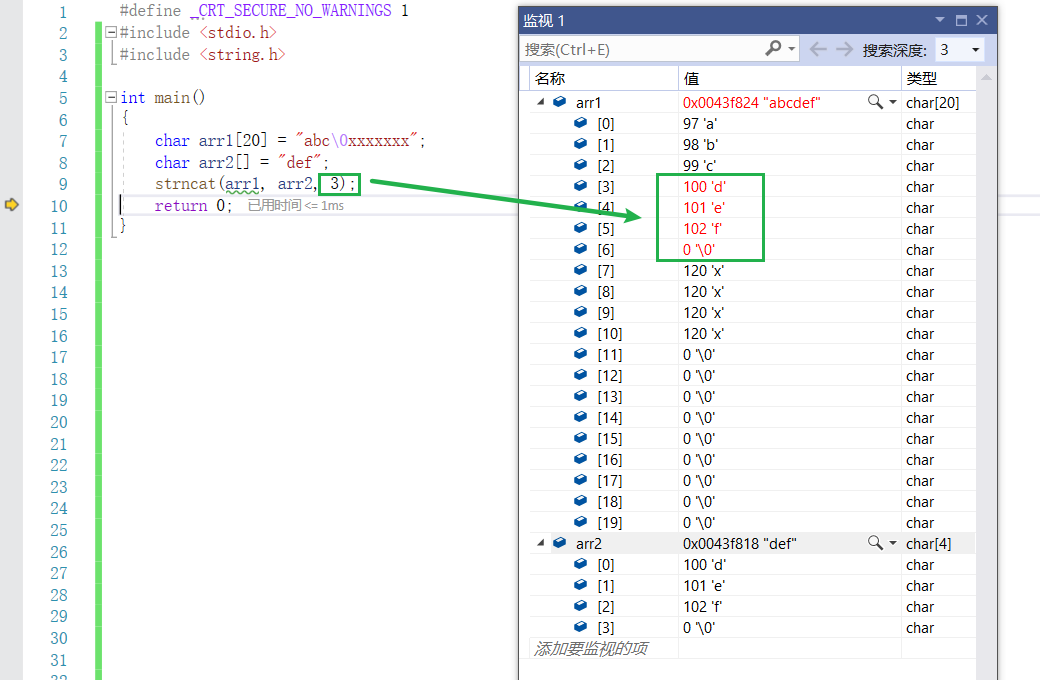 1 #define _CRT_SECURE_NO_WARNINGS 1
2 #include <stdio.h>
3 #include <string.h>
4
5 int main()
6 {
7 char arr1[20] = "abc\0xxxxxxx";
8 char arr2[] = "def";
9 strncat(arr1, arr2, 3);
10 return 0; 已用时间 <= 1ms
11 }
12
13
14
15
16
17
18
19
20
21
22
23
24
25
26
27
28
29
30
31
32
监视 1
搜索(Ctrl+E) 搜索深度: 3
名称 值 类型
arr1 0x0043f824 "abcdef" char[20]
[0] 97 'a' char
[1] 98 'b' char
[2] 99 'c' char
[3] 100 'd' char
[4] 101 'e' char
[5] 102 'f' char
[6] 0 '\0' char
[7] 120 'x' char
[8] 120 'x' char
[9] 120 'x' char
[10] 120 'x' char
[11] 0 '\0' char
[12] 0 '\0' char
[13] 0 '\0' char
[14] 0 '\0' char
[15] 0 '\0' char
[16] 0 '\0' char
[17] 0 '\0' char
[18] 0 '\0' char
[19] 0 '\0' char
arr2 0x0043f818 "def" char[4]
[0] 100 'd' char
[1] 101 'e' char
[2] 102 'f' char
[3] 0 '\0' char
添加要监视的项